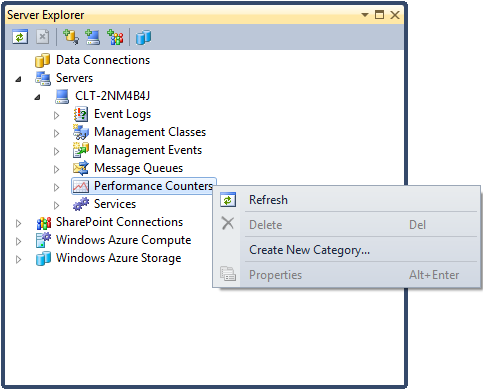 Server Explorer
Data Connections
Servers
CLT-2NM4B4J
Event Logs
Management Classes
Management Events
Message Queues
Performance Counters
Services
SharePoint Connections
Windows Azure Compute
Windows Azure Storage
Refresh
Delete Del
Create New Category...
Properties Alt+Enter